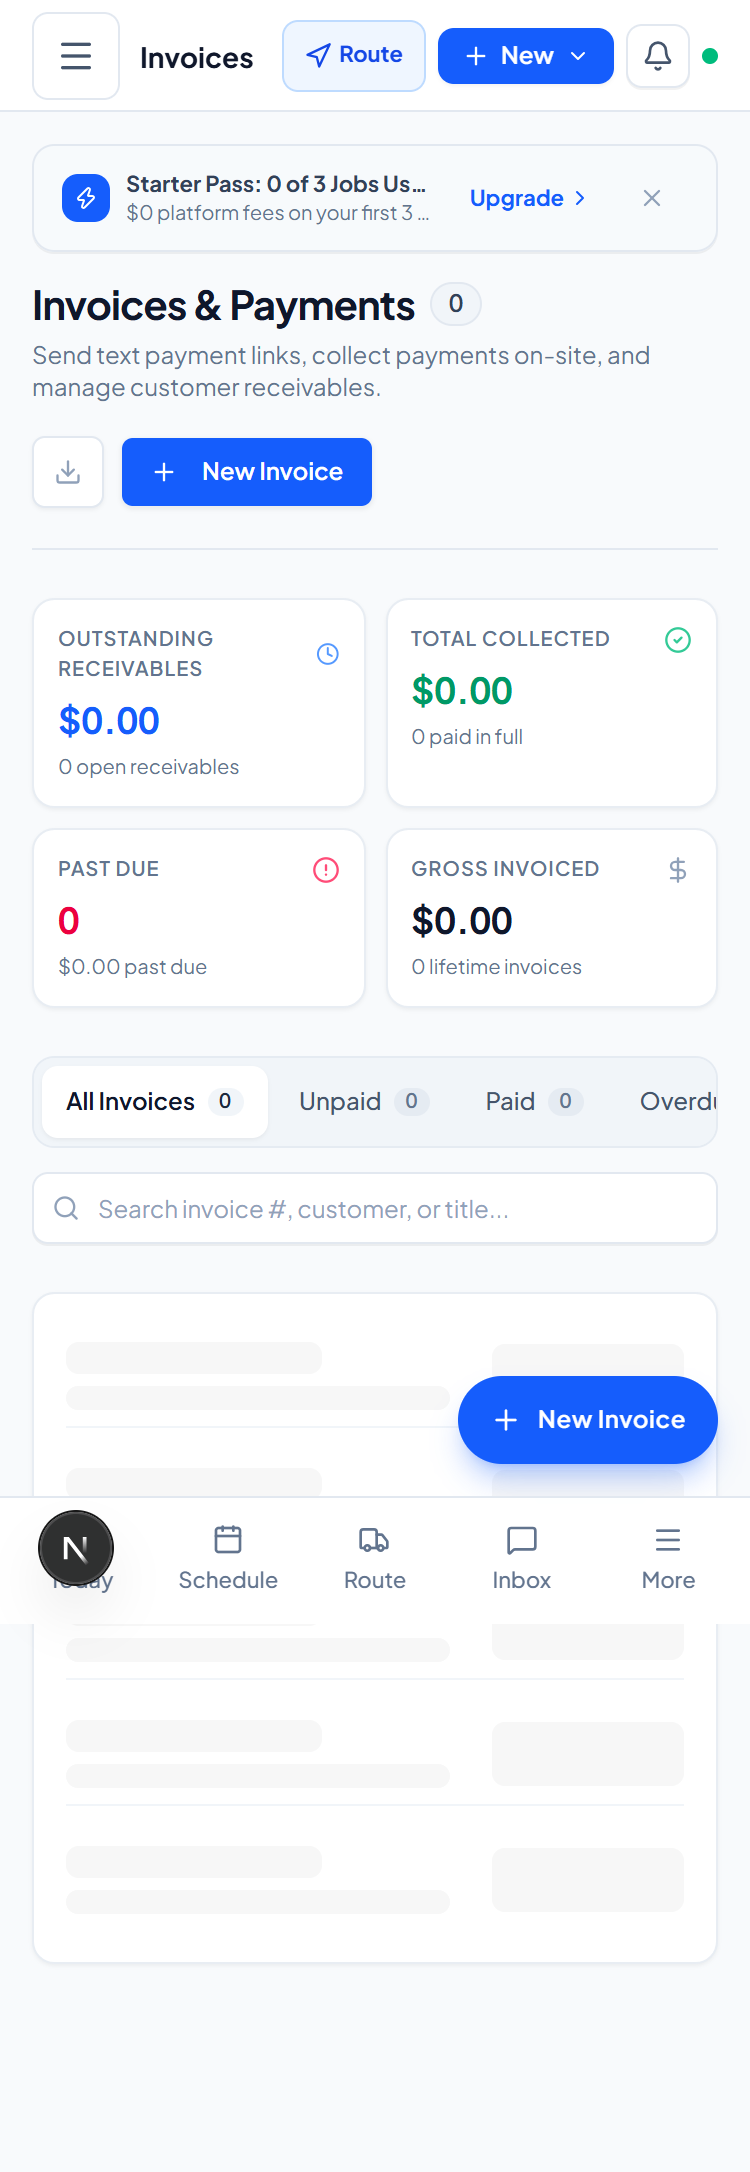 Invoices
Route
New
Starter Pass: 0 of 3 Jobs Us...
$0 platform fees on your first 3 ...
Upgrade
Invoices & Payments 0
Send text payment links, collect payments on-site, and
manage customer receivables.
New Invoice
OUTSTANDING
RECEIVABLES
$0.00
0 open receivables
TOTAL COLLECTED
$0.00
0 paid in full
PAST DUE
0
$0.00 past due
GROSS INVOICED
$0.00
0 lifetime invoices
All Invoices 0
Unpaid 0
Paid 0
Overdu
Search invoice #, customer, or title...
New Invoice
N
Today
Schedule
Route
Inbox
More